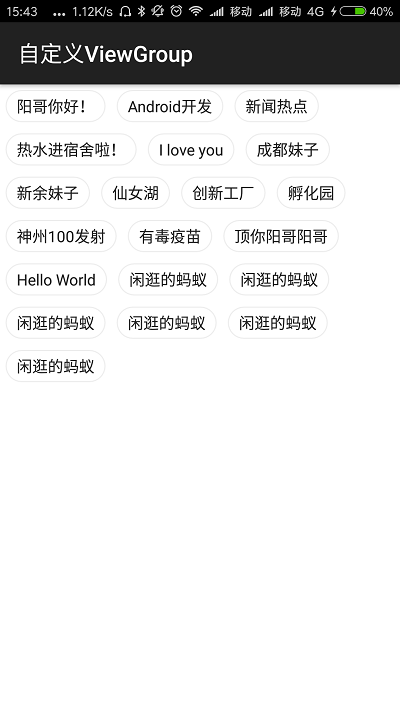 15:43 ... 1.12K/s 移动 移动 4G 40%
自定义ViewGroup
阳哥你好！ Android开发 新闻热点
热水进宿舍啦！ I love you 成都妹子
新余妹子 仙女湖 创新工厂 孵化园
神州100发射 有毒疫苗 顶你阳哥阳哥
Hello World 闲逛的蚂蚁 闲逛的蚂蚁
闲逛的蚂蚁 闲逛的蚂蚁 闲逛的蚂蚁
闲逛的蚂蚁